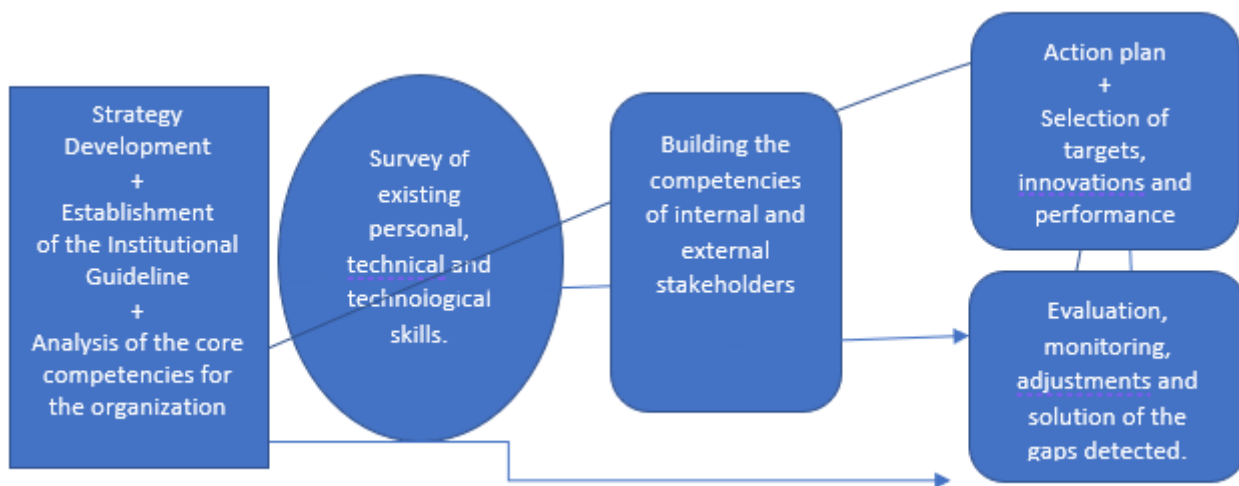 Strategy
Development
+
Establishment
of the Institutional
Guideline
+
Analysis of the core
competencies for
the organization
Survey of
existing
personal,
technical and
technological
skills.
Building the
competencies
of internal and
external
stakeholders
Action plan
+
Selection of
targets,
innovations and
performance
Evaluation,
monitoring,
adjustments and
solution of the
gaps detected.